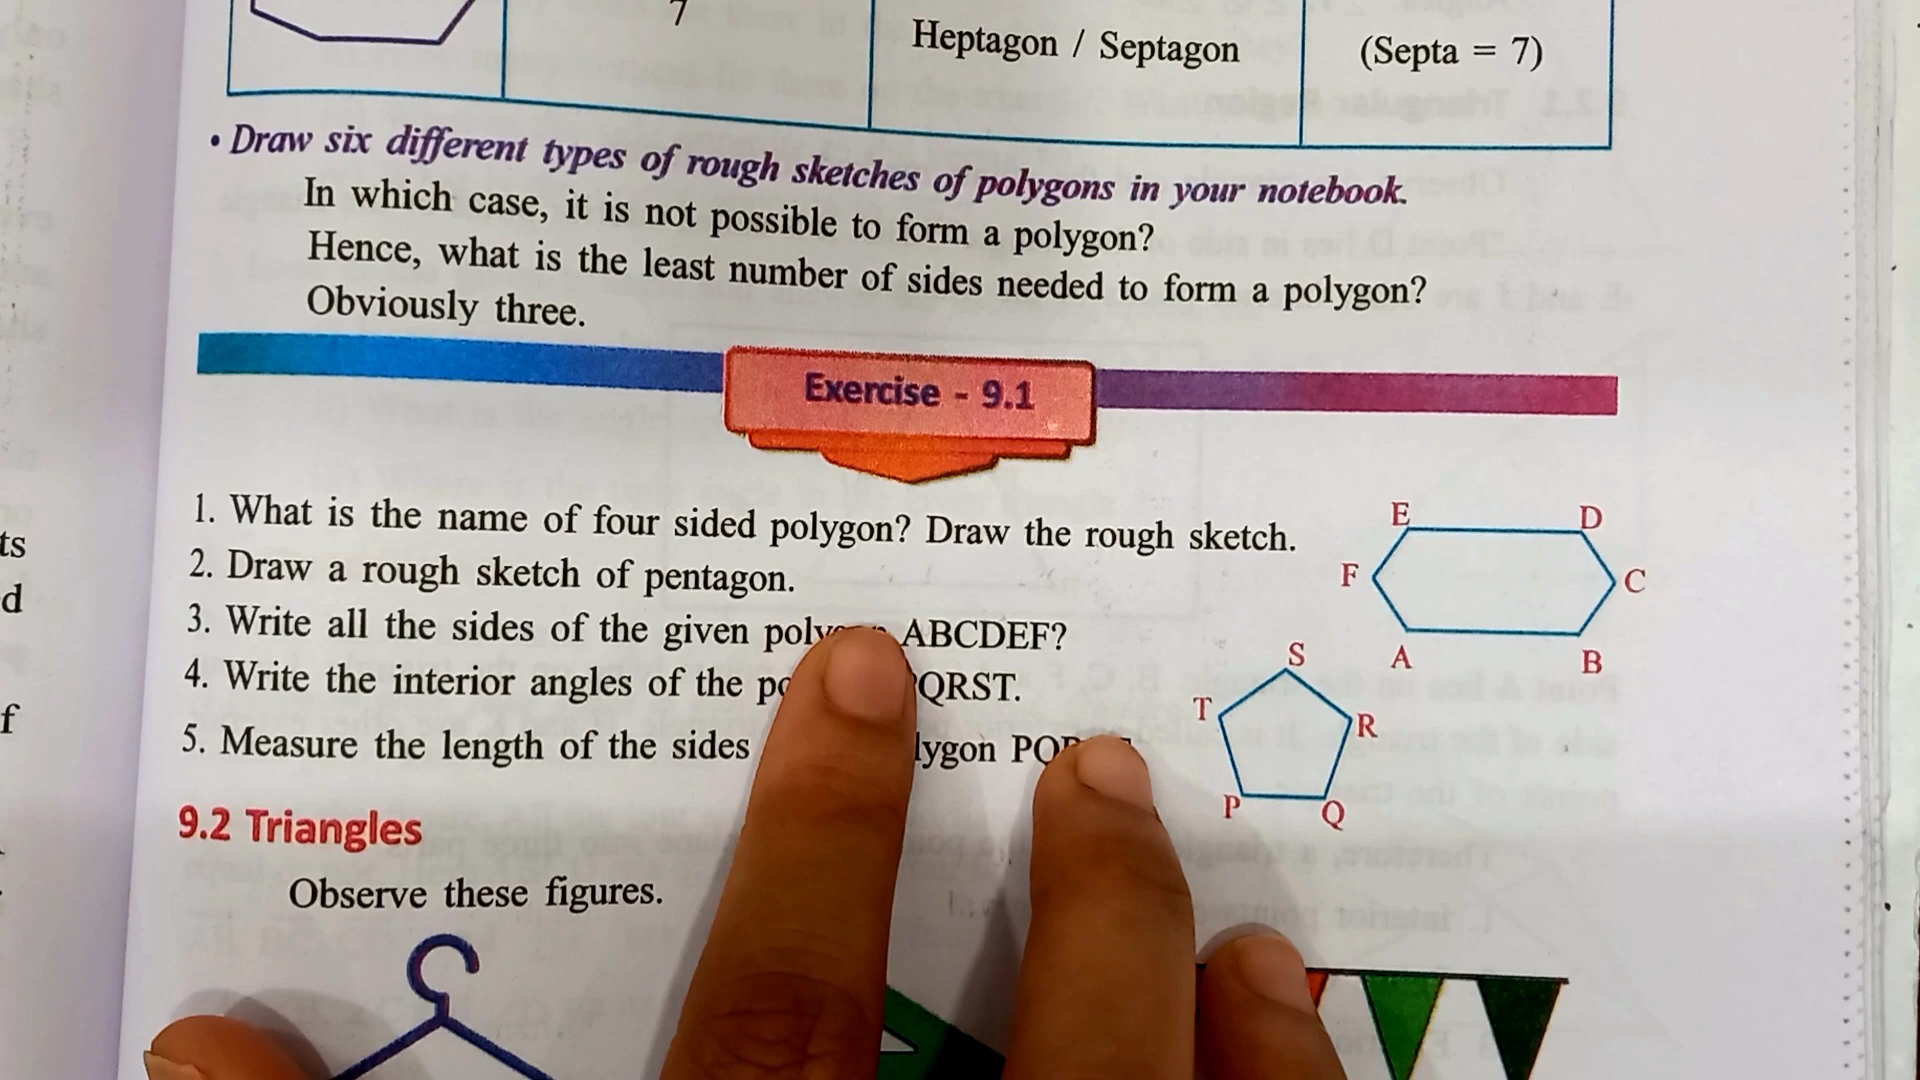 7
Heptagon / Septagon
(Septa = 7)
• Draw six different types of rough sketches of polygons in your notebook.
In which case, it is not possible to form a polygon?
Hence, what is the least number of sides needed to form a polygon?
Obviously three.
Exercise - 9.1
1. What is the name of four sided polygon? Draw the rough sketch.
2. Draw a rough sketch of pentagon.
3. Write all the sides of the given ABCDEF?
4. Write the interior angles of the QRST.
5. Measure the length of the sides lygon
E D
F C
A B
S
T R
P Q
9.2 Triangles
Observe these figures.
ts
d
f